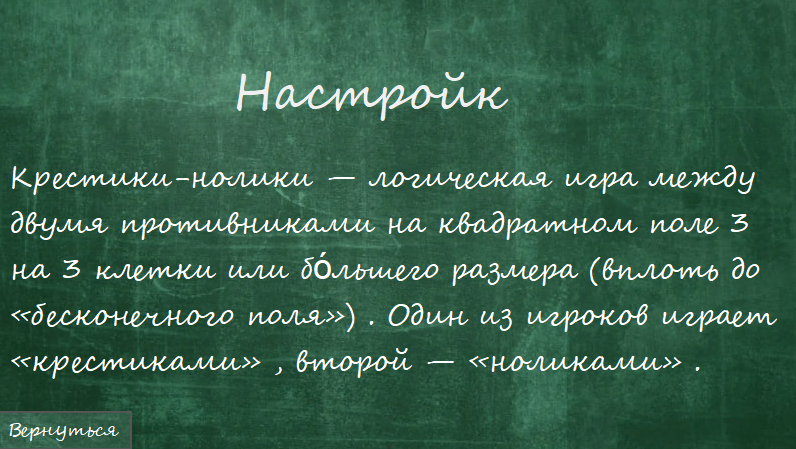 Настройк
Крестики-нолики — логическая игра между
двумя противниками на квадратном поле 3
на 3 клетки или бо́льшего размера (вплоть до
«бесконечного поля») . Один из игроков играет
«крестиками» , второй — «ноликами» .
Вернуться